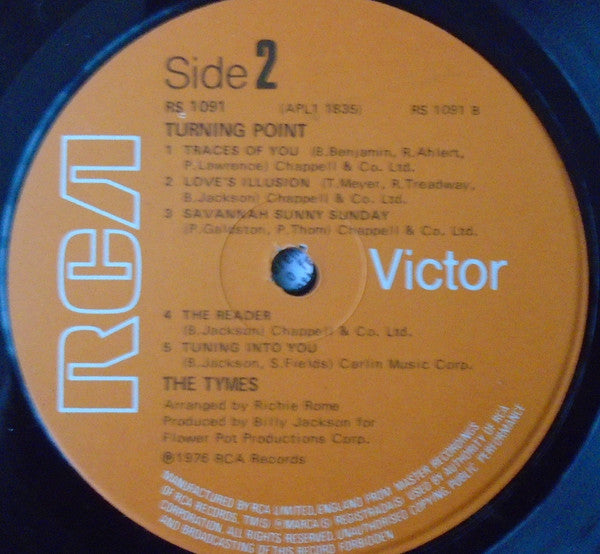 Side 2
RS 1091 (APL1 1835) RS 1091 B
TURNING POINT
1 TRACES OF YOU (B.Benjamin, R.Ahlert,
P.Lawrence) Chappell & Co. Ltd.
2 LOVE'S ILLUSION (T.Meyer, R.Treadway,
B.Jackson) Chappell & Co. Ltd.
3 SAVANNAH SUNNY SUNDAY
(P.Galdston, P.Thom) Chappell & Co. Ltd.
RCA
Victor
4 THE READER
(B.Jackson) Chappell & Co. Ltd.
5 TUNING INTO YOU
(B.Jackson, S.Fields) Carlin Music Corp.
THE TYMES
Arranged by Richie Rome
Produced by Billy Jackson for
Flower Pot Productions Corp.
℗1976 RCA Records
MANUFACTURED BY RCA LIMITED, ENGLAND FROM MASTER RECORDINGS
OF RCA RECORDS, TM(S) ® MARCA(S) REGISTRADA(S) USED BY AUTHORITY OF RCA
CORPORATION. ALL RIGHTS RESERVED. UNAUTHORISED COPYING, PUBLIC PERFORMANCE
AND BROADCASTING OF THIS RECORD FORBIDDEN